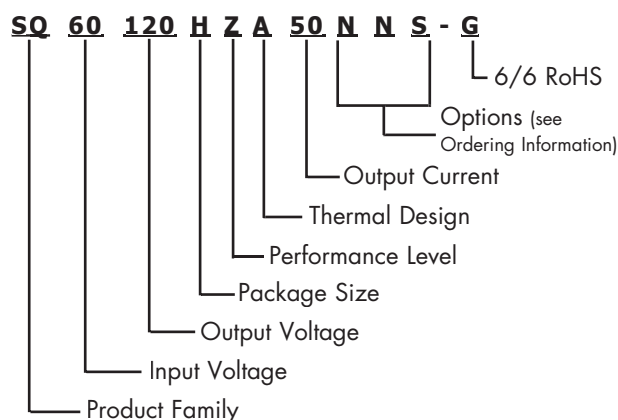 SQ 60 120 H Z A 50 N N S - G
6/6 RoHS
Options (see
Ordering Information)
Output Current
Thermal Design
Performance Level
Package Size
Output Voltage
Input Voltage
Product Family